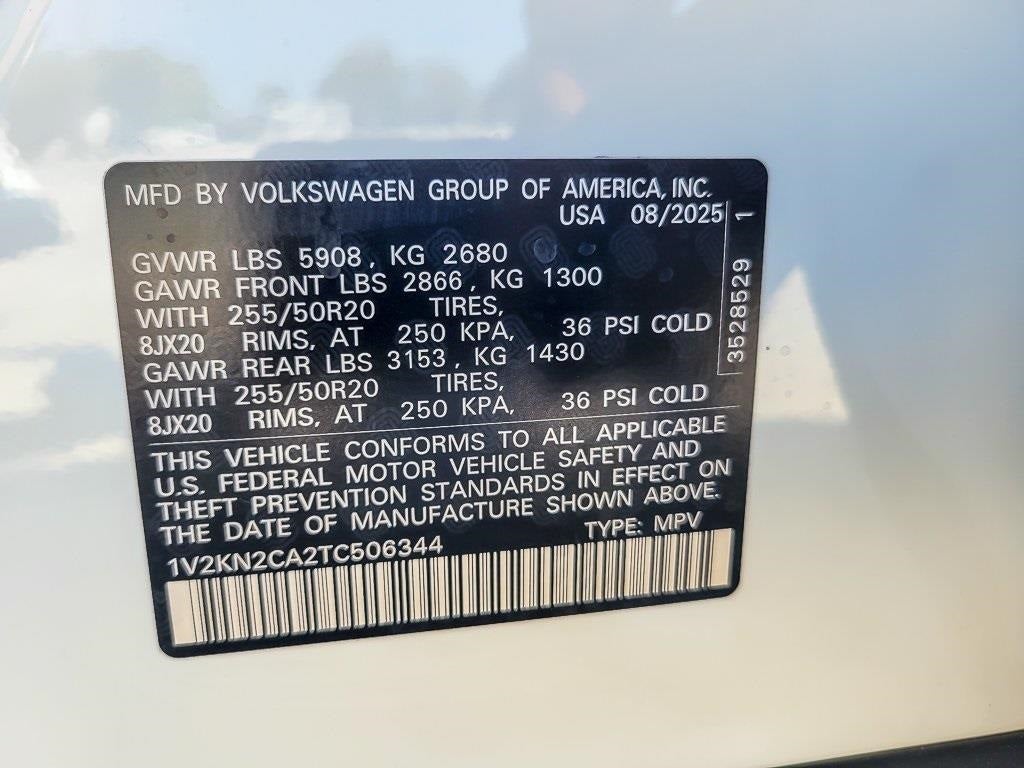 MFD BY VOLKSWAGEN GROUP OF AMERICA, INC.
USA 08/2025
GVWR LBS 5908, KG 2680
GAWR FRONT LBS 2866, KG 1300
WITH 255/50R20 TIRES,
8JX20 RIMS, AT 250 KPA, 36 PSI COLD
GAWR REAR LBS 3153, KG 1430
WITH 255/50R20 TIRES,
8JX20 RIMS, AT 250 KPA, 36 PSI COLD
3528529 1
THIS VEHICLE CONFORMS TO ALL APPLICABLE
U.S. FEDERAL MOTOR VEHICLE SAFETY AND
THEFT PREVENTION STANDARDS IN EFFECT ON
THE DATE OF MANUFACTURE SHOWN ABOVE.
1V2KN2CA2TC506344 TYPE: MPV